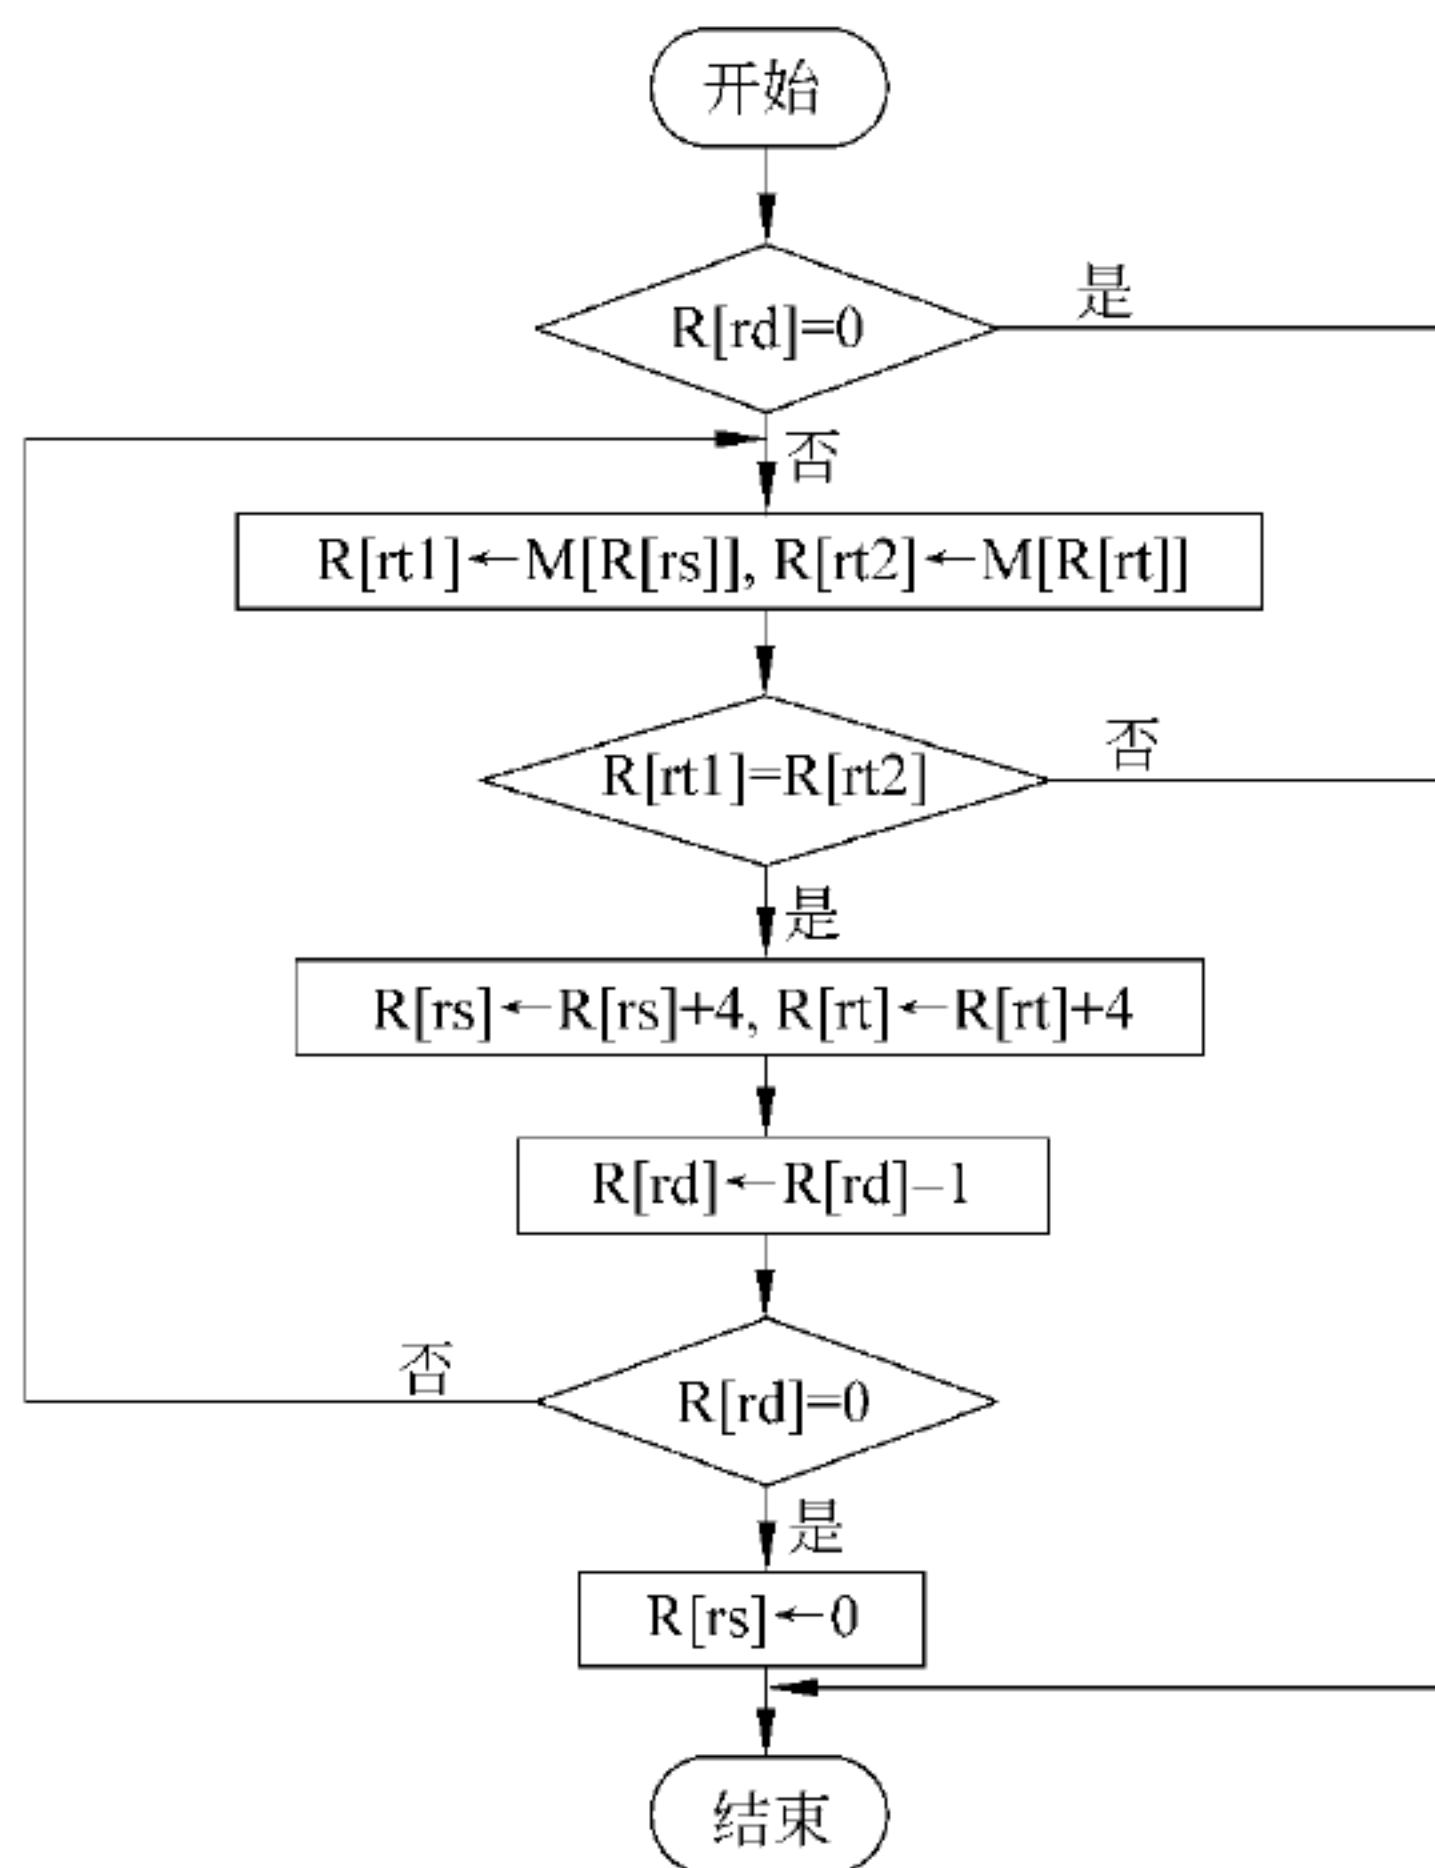 开始
R[rd]=0
是
否
R[rt1]←M[R[rs]], R[rt2]←M[R[rt]]
R[rt1]=R[rt2]
否
是
R[rs]←R[rs]+4, R[rt]←R[rt]+4
R[rd]←R[rd]–1
否
R[rd]=0
是
R[rs]←0
结束